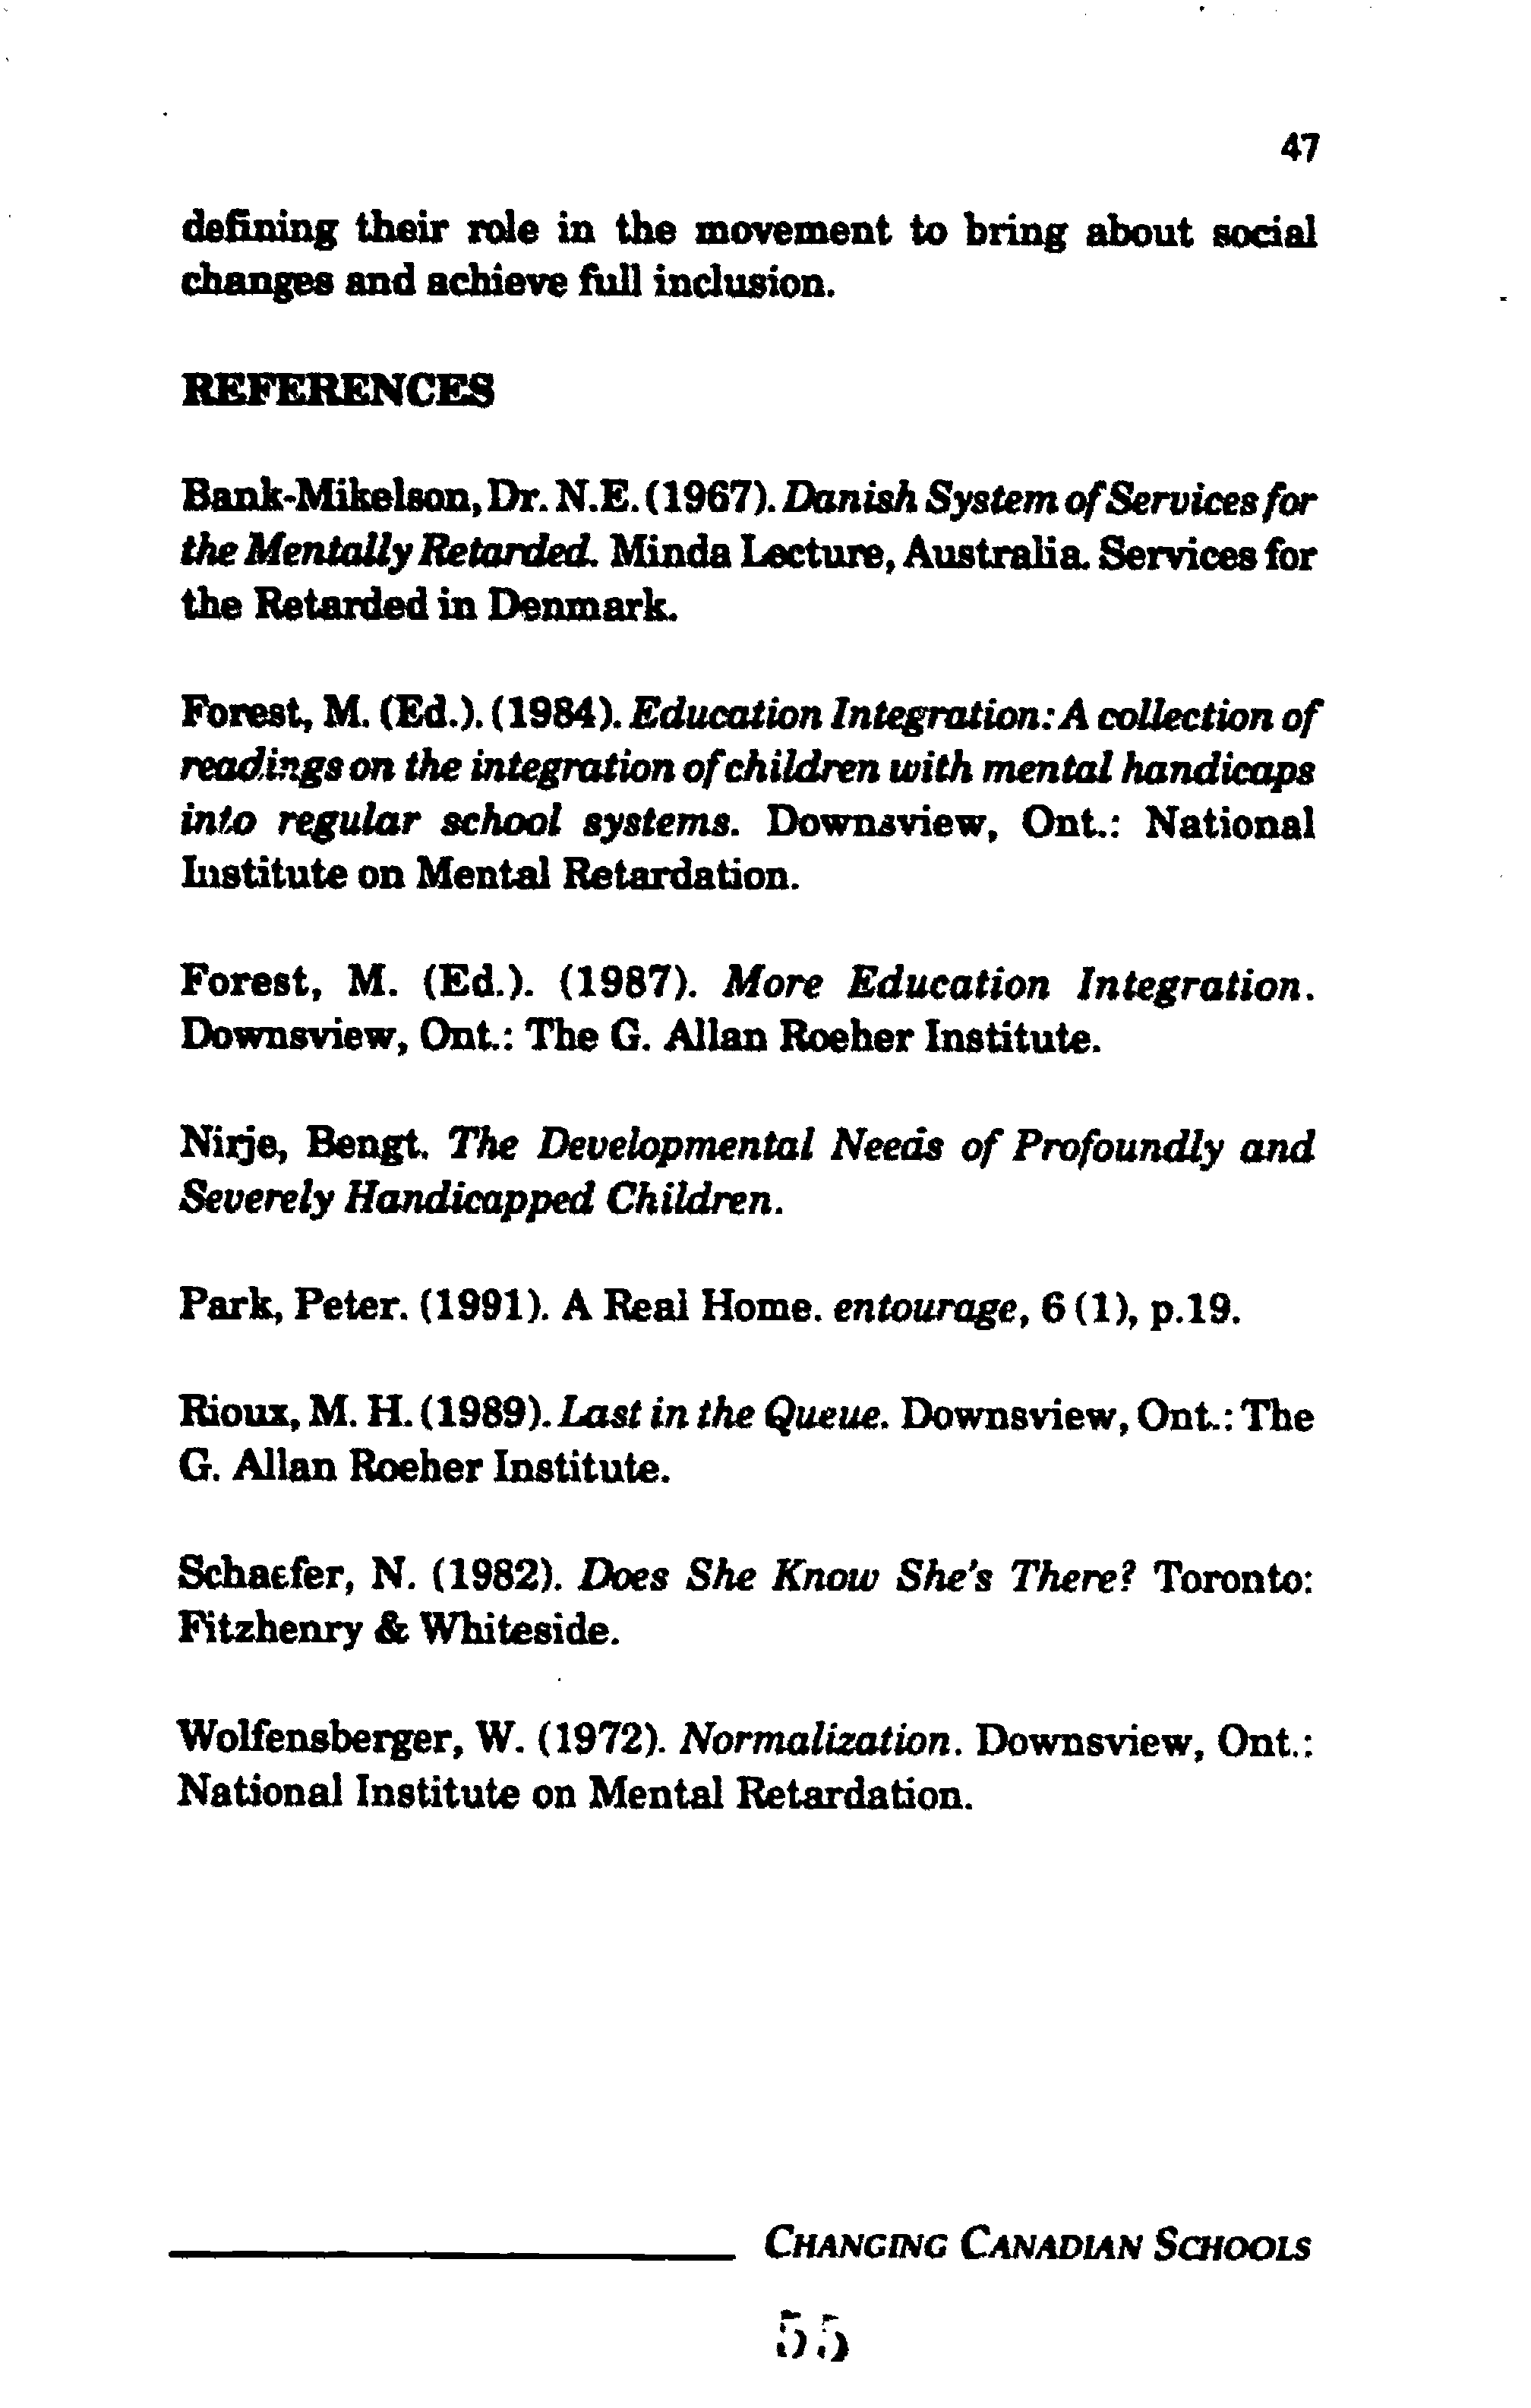 47
defining their role in the movement to bring about social
changes and achieve full inclusion.
REFERENCES
Bank-Mikelson, Dr. N.E. (1967). Danish System of Services for
the Mentally Retarded. Minda Lecture, Australia. Services for
the Retarded in Denmark.
Forest, M. (Ed.). (1984). Education Integration: A collection of
readings on the integration of children with mental handicaps
into regular school systems. Downsview, Ont.: National
Institute on Mental Retardation.
Forest, M. (Ed.). (1987). More Education Integration.
Downsview, Ont.: The G. Allan Roeher Institute.
Nirje, Bengt. The Developmental Needs of Profoundly and
Severely Handicapped Children.
Park, Peter. (1991). A Real Home. entourage, 6 (1), p.19.
Rioux, M. H. (1989). Last in the Queue. Downsview, Ont.: The
G. Allan Roeher Institute.
Schaefer, N. (1982). Does She Know She's There? Toronto:
Fitzhenry & Whiteside.
Wolfensberger, W. (1972). Normalization. Downsview, Ont.:
National Institute on Mental Retardation.
CHANGING CANADIAN SCHOOLS
55